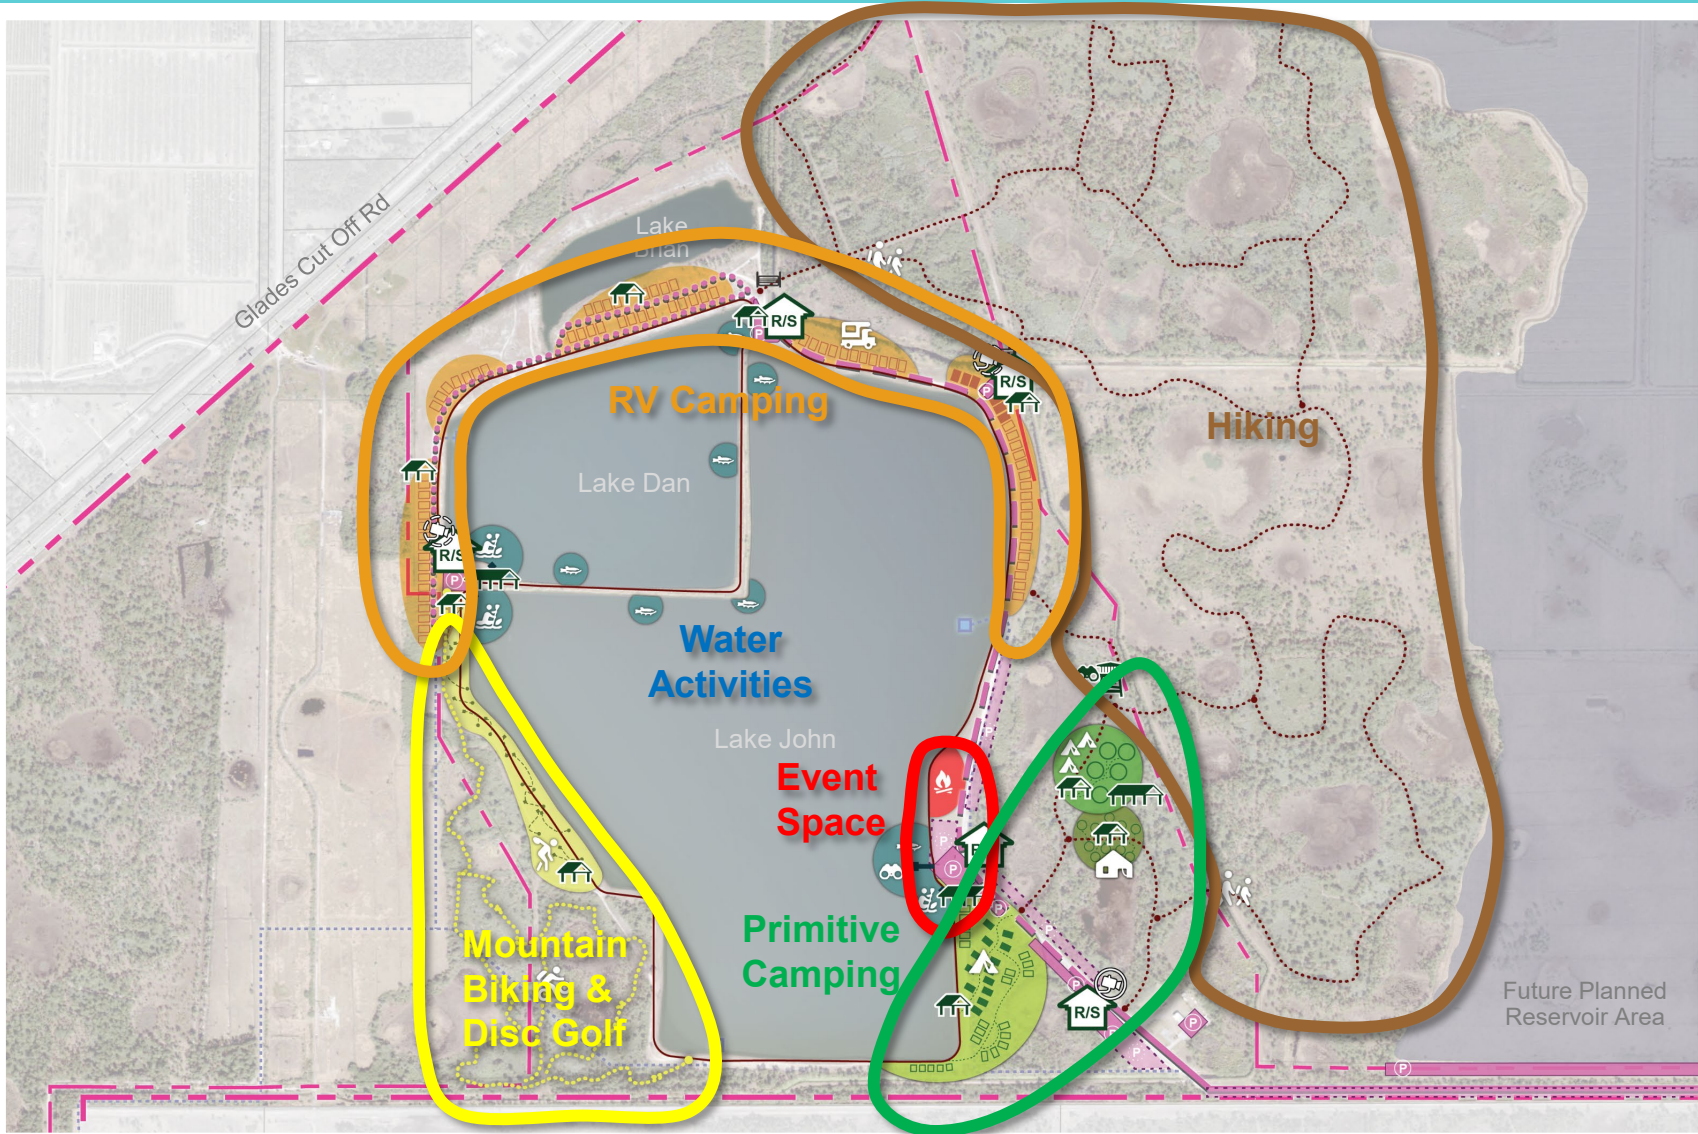 Glades Cut Off Rd
Lake
Brian
R/S
P
R/S
P
RV Camping
Hiking
Lake Dan
R/S
P
Water
Activities
Lake John
P
Event
Space
P
P
P
Primitive
Camping
P
P
R/S
P
P
P
Mountain
Biking &
Disc Golf
Future Planned
Reservoir Area
P